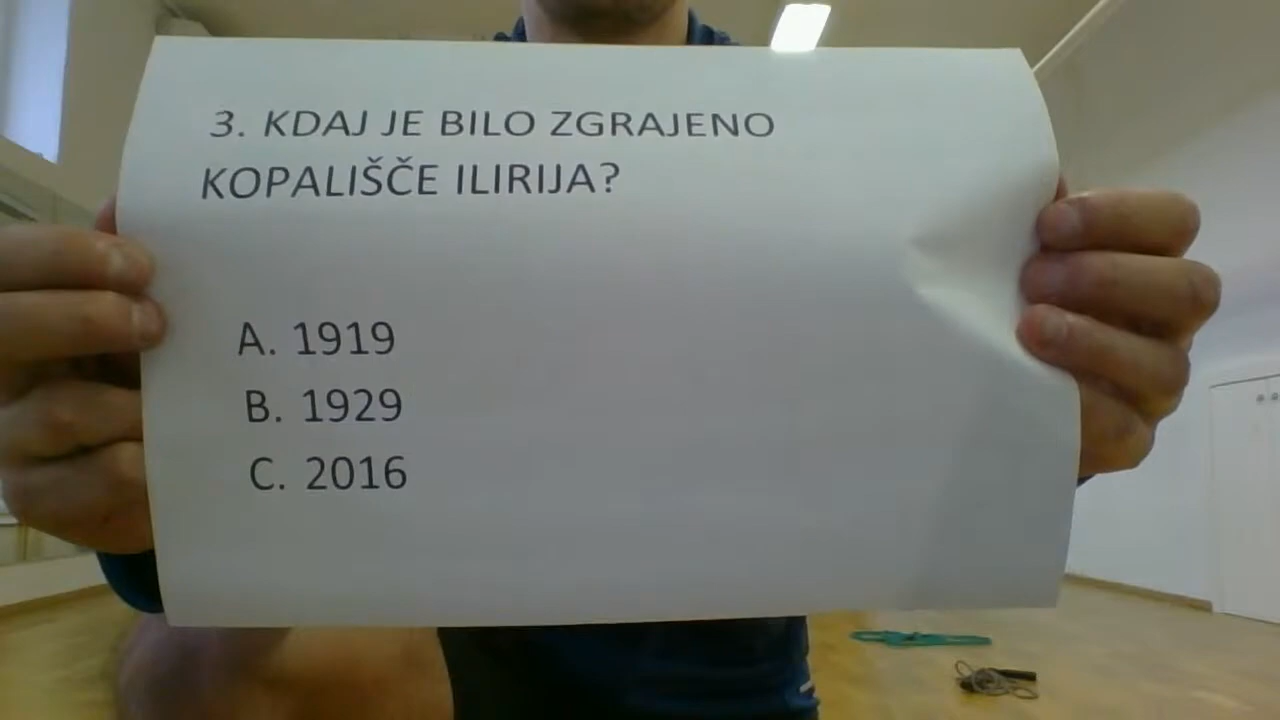 3. KDAJ JE BILO ZGRAJENO
KOPALIŠČE ILIRIJA?
A. 1919
B. 1929
C. 2016